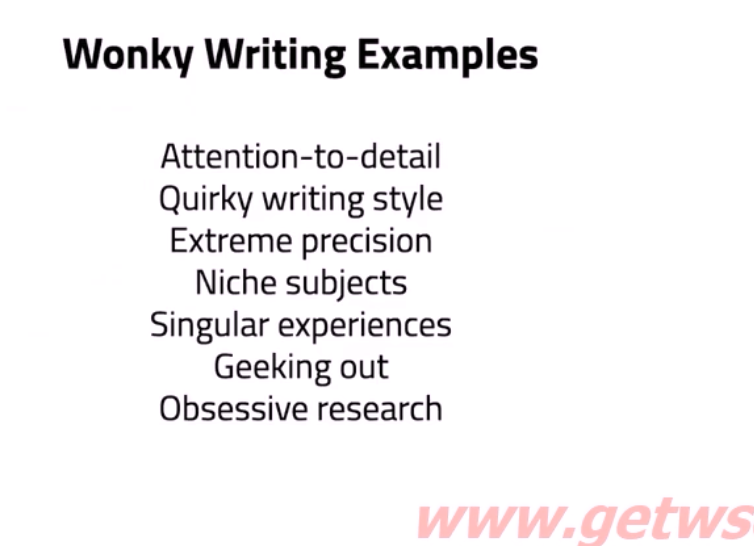 Wonky Writing Examples
Attention-to-detail
Quirky writing style
Extreme precision
Niche subjects
Singular experiences
Geeking out
Obsessive research
www.getws